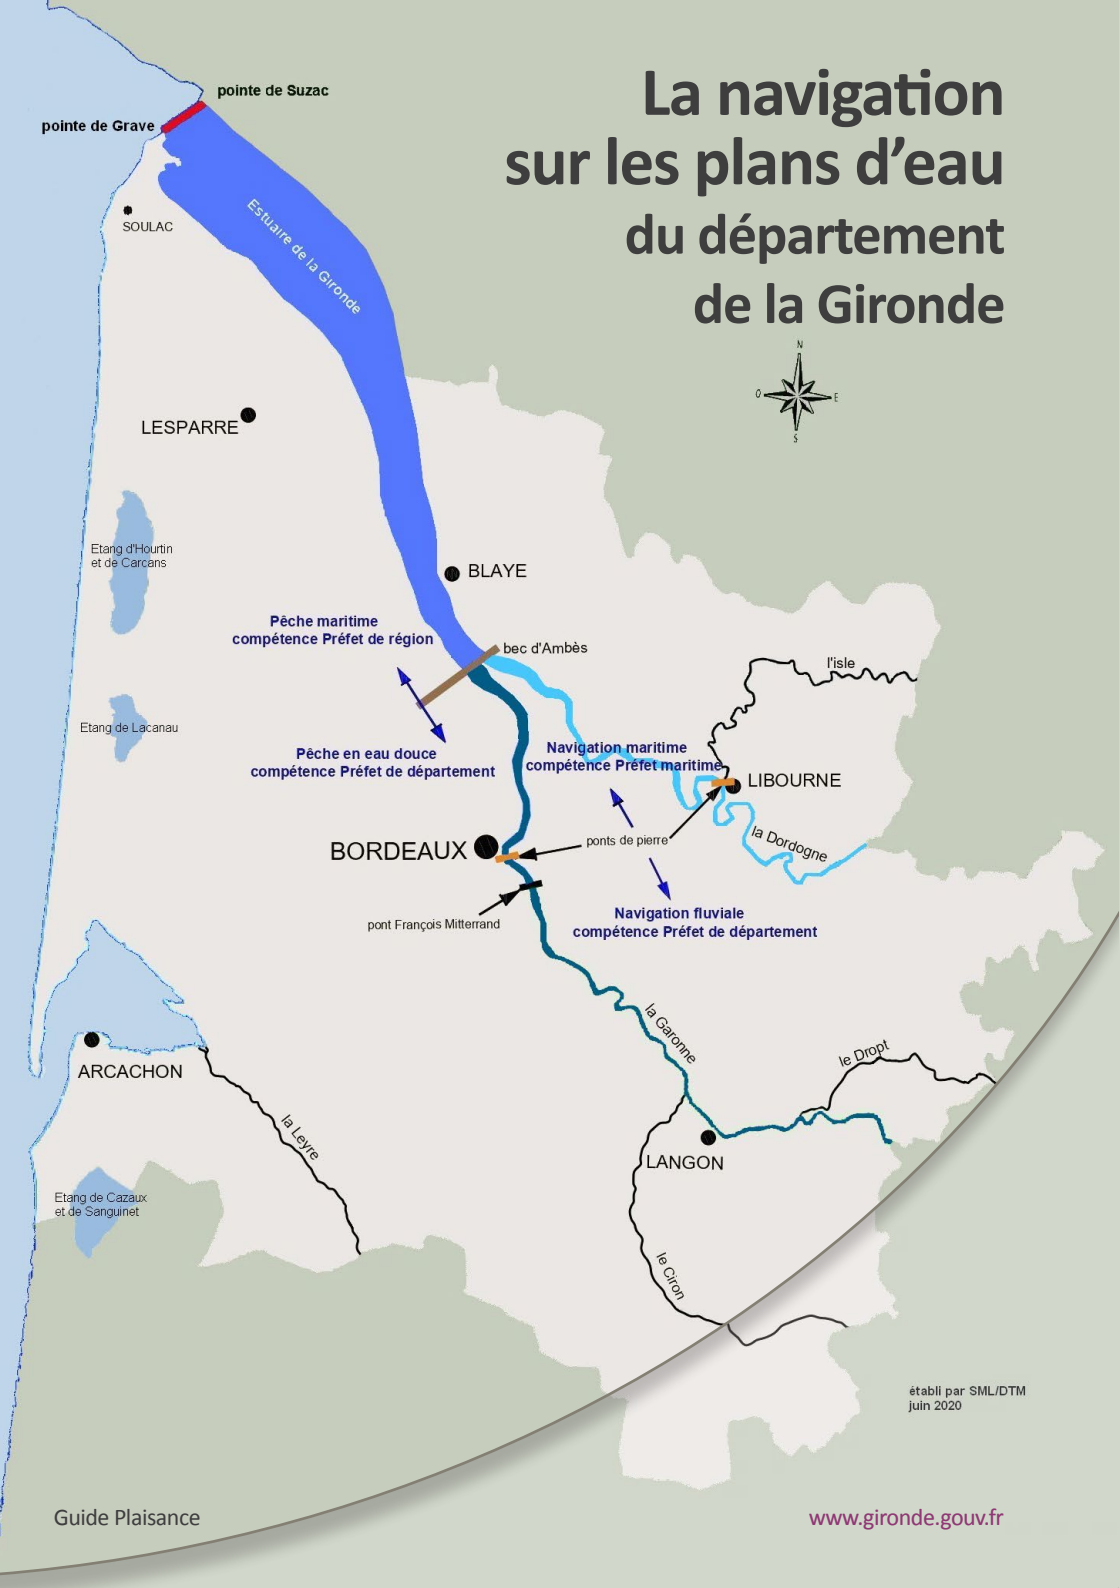 La navigation
sur les plans d'eau
du département
de la Gironde
pointe de Suzac
pointe de Grave
SOULAC
Estuaire de la Gironde
N
O
E
S
LESPARRE
Etang d'Hourtin
et de Carcans
BLAYE
Pêche maritime
compétence Préfet de région
bec d'Ambès
l'isle
Etang de Lacanau
Pêche en eau douce
compétence Préfet de département
Navigation maritime
compétence Préfet maritime
LIBOURNE
ponts de pierre
la Dordogne
BORDEAUX
pont François Mitterrand
Navigation fluviale
compétence Préfet de département
la Garonne
le Dropt
ARCACHON
la Leyre
LANGON
Etang de Cazaux
et de Sanguinet
le Ciron
établi par SML/DTM
juin 2020
Guide Plaisance
www.gironde.gouv.fr